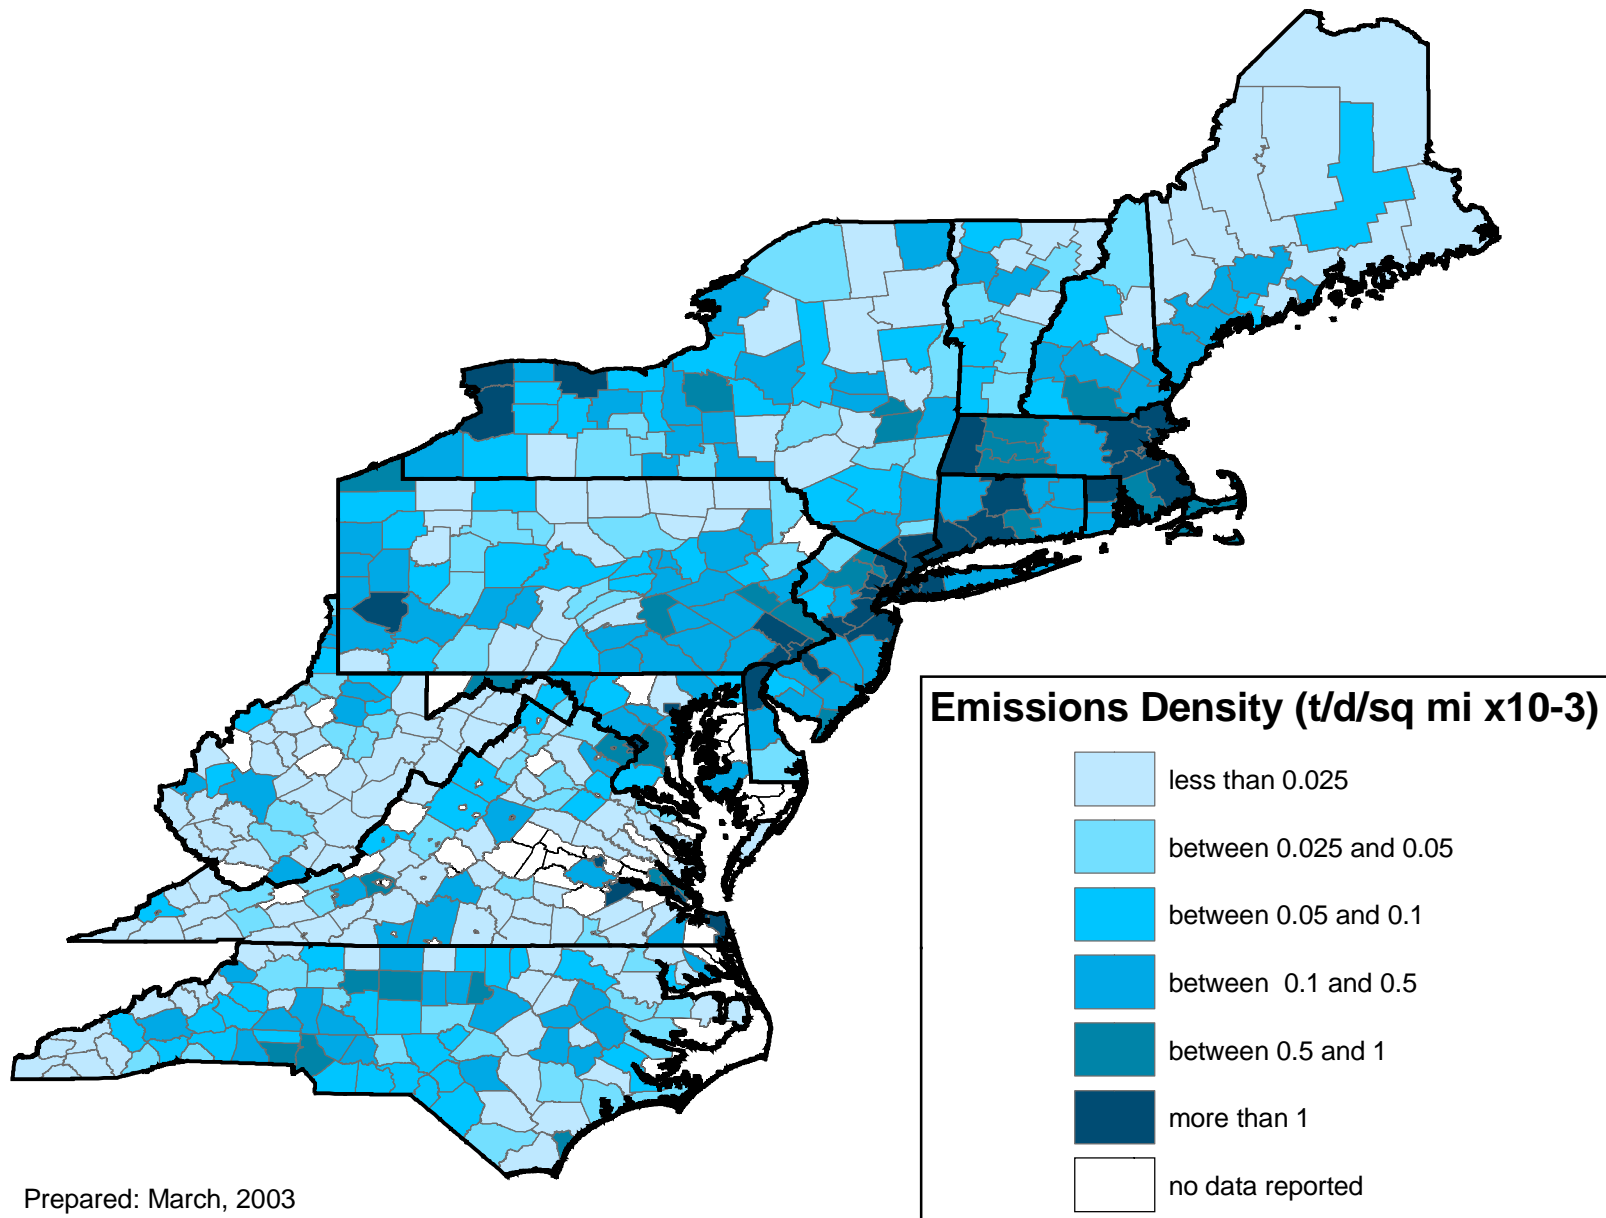 Emissions Density (t/d/sq mi x10-3)
less than 0.025
between 0.025 and 0.05
between 0.05 and 0.1
between 0.1 and 0.5
between 0.5 and 1
more than 1
no data reported
Prepared: March, 2003